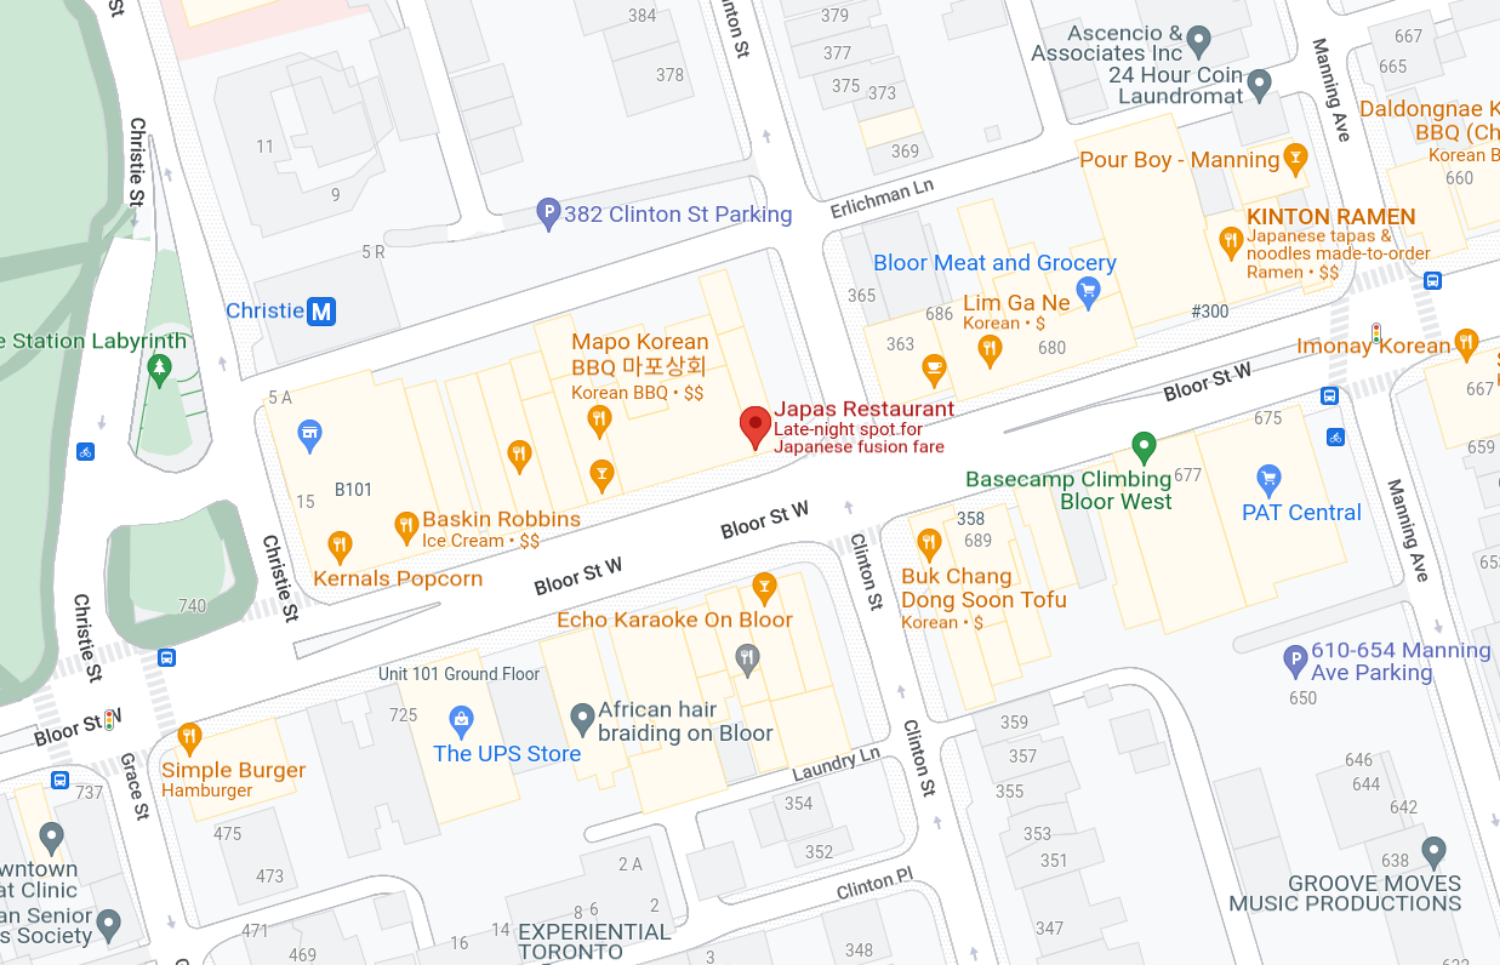 St
384
379
377
375
373
378
369
inton St
Ascencio &
Associates Inc
24 Hour Coin
Laundromat
Manning Ave
667
665
Daldongnae K
BBQ (Ch
Korean B
660
Christie St
11
9
5 R
382 Clinton St Parking
Erlichman Ln
Pour Boy - Manning
KINTON RAMEN
Japanese tapas &
noodles made-to-order
Ramen • $$
Christie
M
e Station Labyrinth
Bloor Meat and Grocery
365
686
Lim Ga Ne
Korean • $
363
680
#300
Mapo Korean
BBQ 마포상회
Korean BBQ • $$
Imonay Korean
Bloor St W
667
5 A
Japas Restaurant
Late-night spot for
Japanese fusion fare
675
659
15
B101
Basecamp Climbing
Bloor West
677
PAT Central
Baskin Robbins
Ice Cream • $$
Kernals Popcorn
Bloor St W
Bloor St W
358
689
Manning Ave
Christie St
Clinton St
Buk Chang
Dong Soon Tofu
Korean • $
740
Christie St
Echo Karaoke On Bloor
Unit 101 Ground Floor
610-654 Manning
Ave Parking
650
725
African hair
braiding on Bloor
The UPS Store
Bloor St W
Simple Burger
Hamburger
Grace St
737
Clinton St
Laundry Ln
359
357
355
354
353
352
351
646
644
642
638
475
473
wntown
at Clinic
an Senior
s Society
2 A
Clinton Pl
GROOVE MOVES
MUSIC PRODUCTIONS
8 6
2
14
16
471
469
EXPERIENTIAL
TORONTO
3
348
347